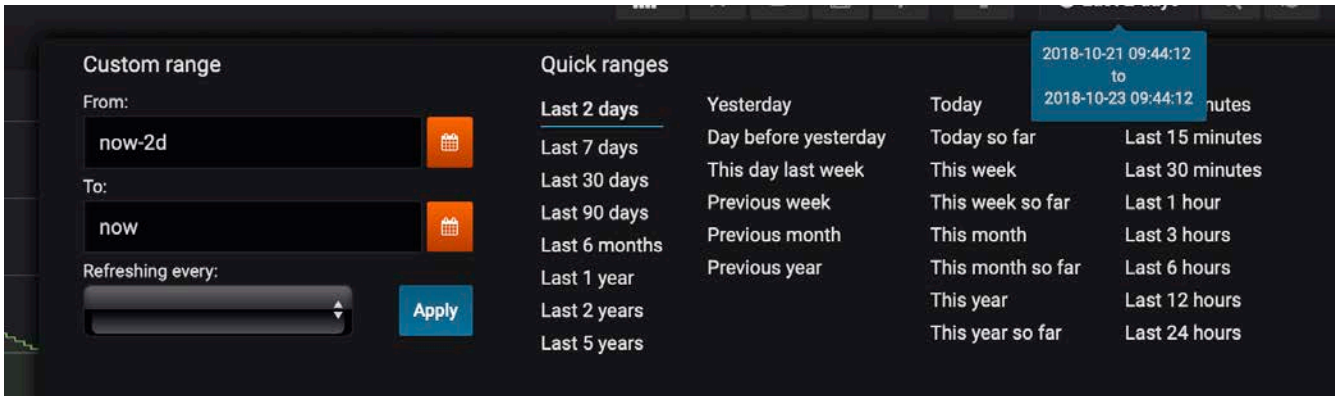 Custom range
From:
now-2d
To:
now
Refreshing every:
Apply
Quick ranges
Last 2 days
Last 7 days
Last 30 days
Last 90 days
Last 6 months
Last 1 year
Last 2 years
Last 5 years
Yesterday
Day before yesterday
This day last week
Previous week
Previous month
Previous year
Today
Today so far
This week
This week so far
This month
This month so far
This year
This year so far
2018-10-21 09:44:12
to
2018-10-23 09:44:12
Last 15 minutes
Last 30 minutes
Last 1 hour
Last 3 hours
Last 6 hours
Last 12 hours
Last 24 hours